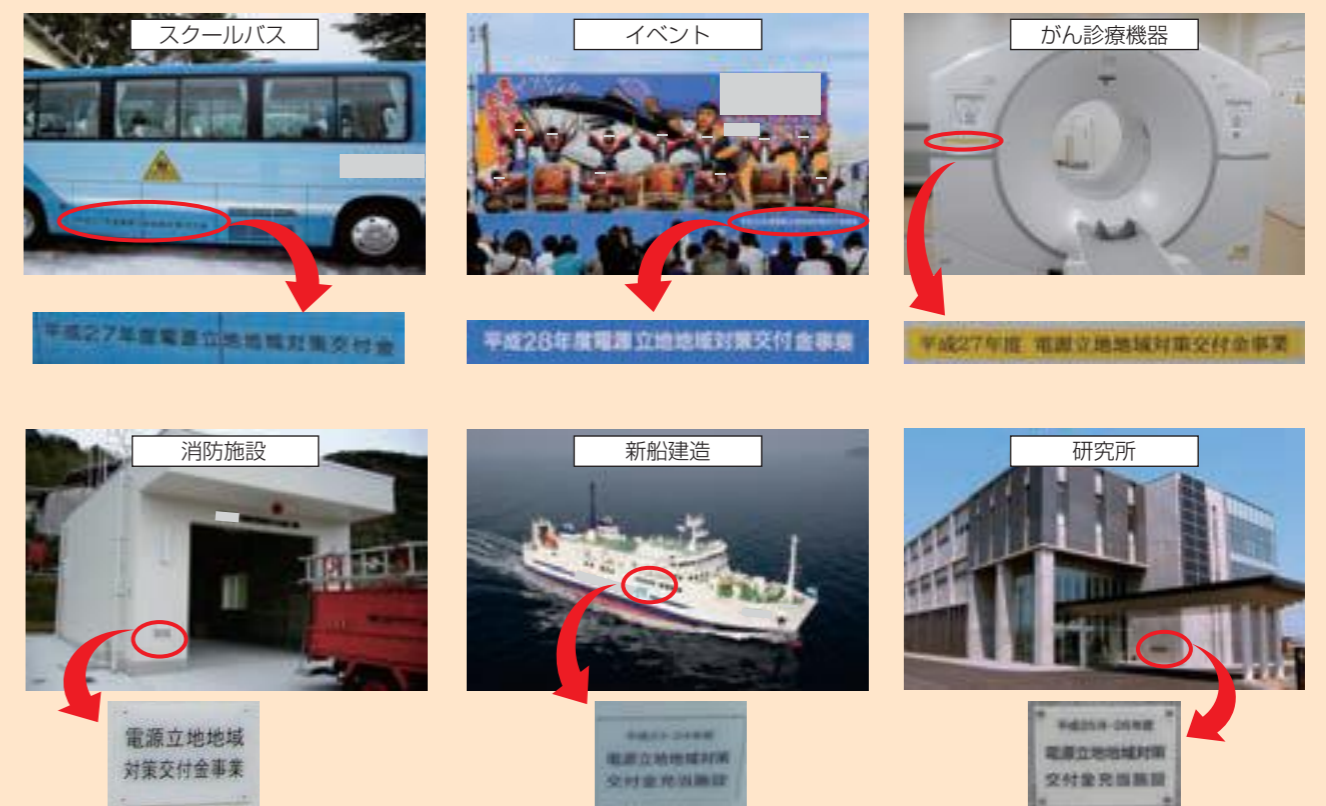 スクールバス
イベント
がん診療機器
平成27年度電源立地地域対策交付金
平成28年度電源立地地域対策交付金事業
平成27年度 電源立地地域対策交付金事業
消防施設
新船建造
研究所
電源立地地域
対策交付金事業
電源立地地域対策
交付金充当施設
電源立地地域対策
交付金充当施設